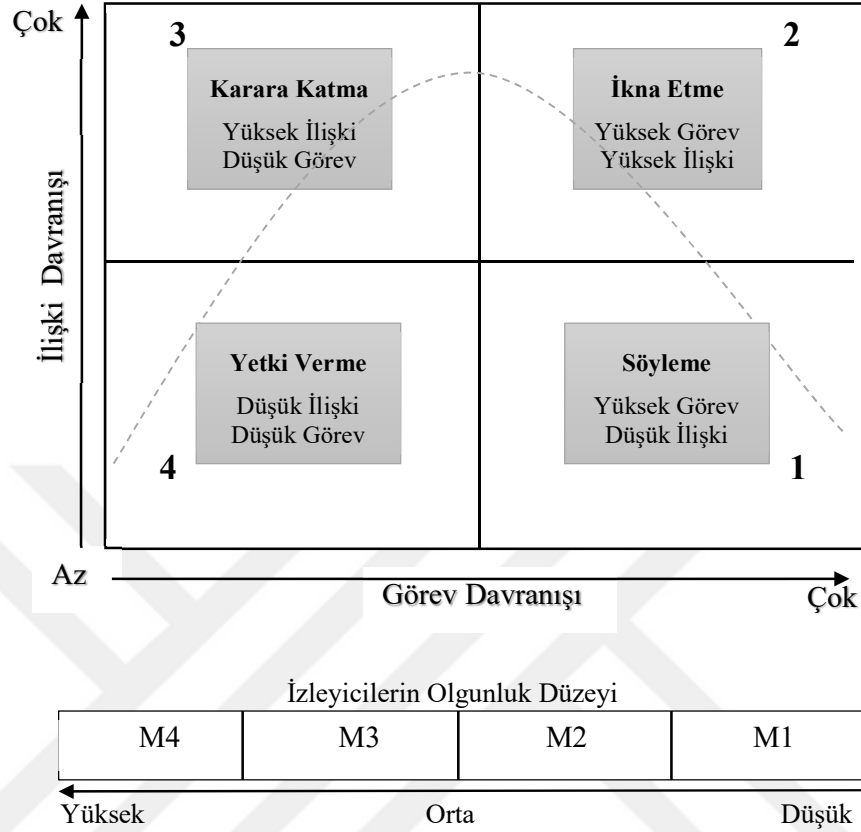 Çok
3
2
Karara Katma
Yüksek İlişki
Düşük Görev
İkna Etme
Yüksek Görev
Yüksek İlişki
İlişki Davranışı
Yetki Verme
Düşük İlişki
Düşük Görev
Söyleme
Yüksek Görev
Düşük İlişki
4
1
Az
Görev Davranışı
Çok
İzleyicilerin Olgunluk Düzeyi
M4 M3 M2 M1
Yüksek Orta Düşük